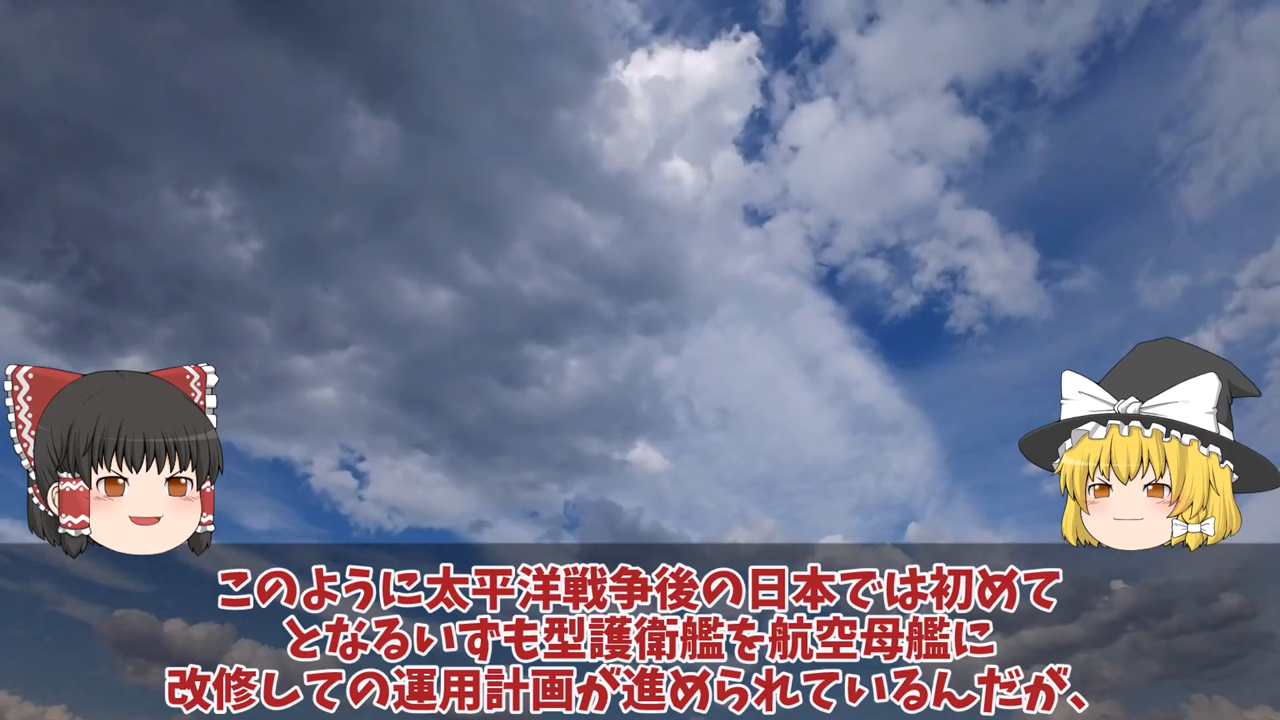 このように太平洋戦争後の日本では初めて
となるいずも型護衛艦を航空母艦に
改修しての運用計画が進められているんだが、